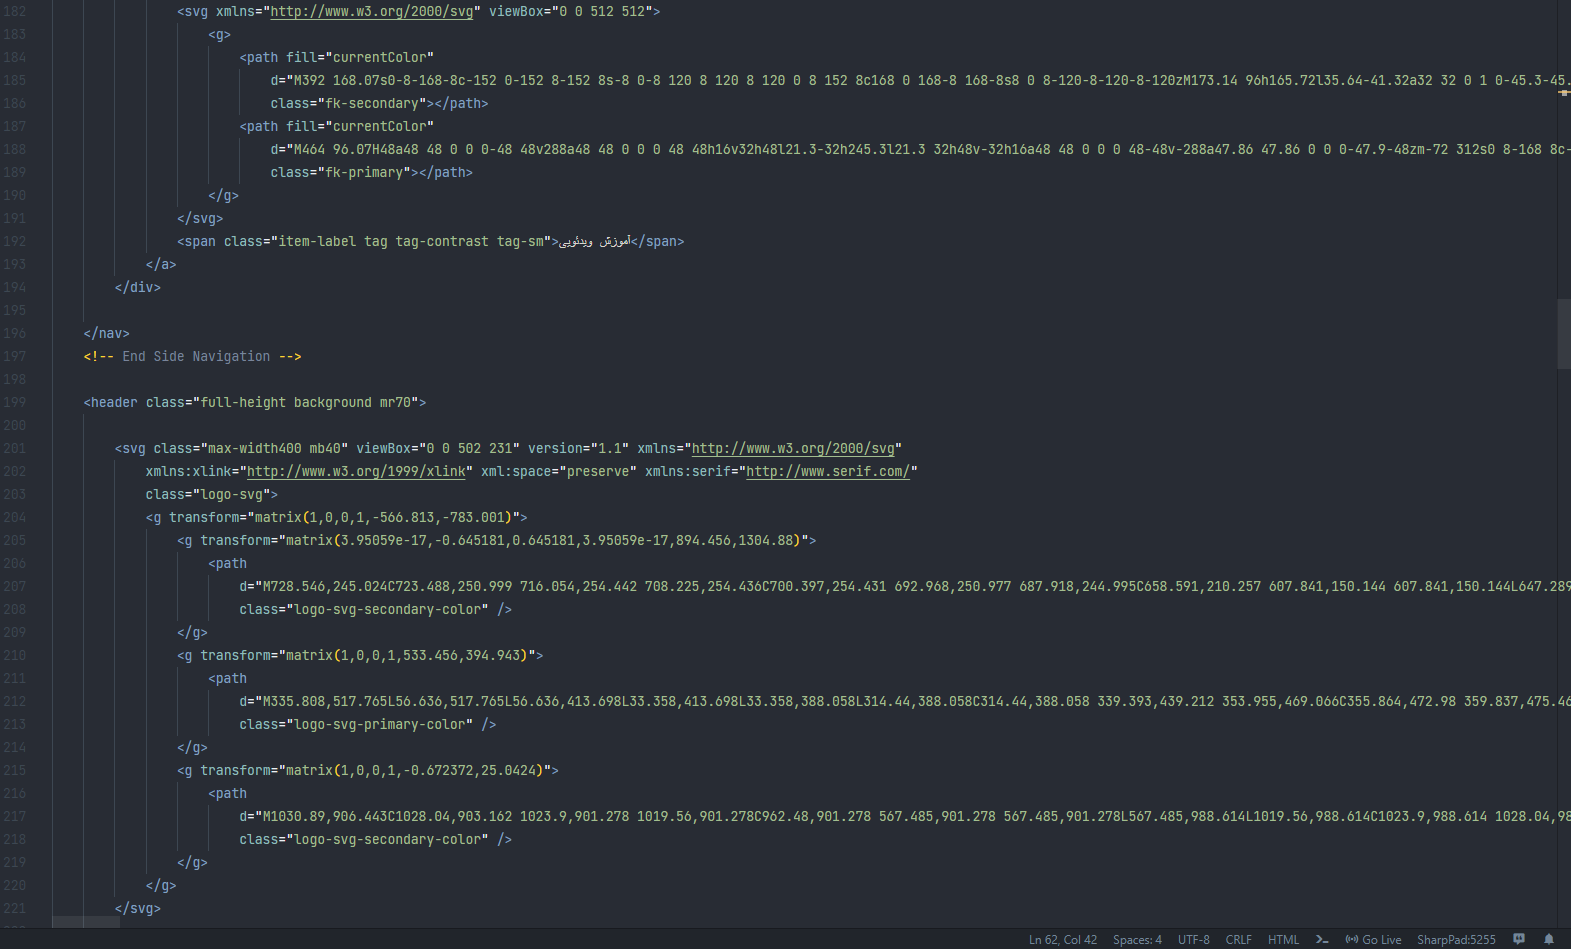 182 <svg xmlns="http://www.w3.org/2000/svg" viewBox="0 0 512 512">
183 <g>
184 <path fill="currentColor"
185 d="M392 168.07s0-8-168-8c-152 0-152 8-152 8s-8 0-8 120 8 120 8 120 0 8 152 8c168 0 168-8 168-8s8 0 8-120-8-120-8-120zM173.14 96h165.72l35.64-41.32a32 32 0 1 0-45.3-45.
186 class="fk-secondary"></path>
187 <path fill="currentColor"
188 d="M464 96.07H48a48 48 0 0 0-48 48v288a48 48 0 0 0 48 48h16v32h48l21.3-32h245.3l21.3 32h48v-32h16a48 48 0 0 0 48-48v-288a47.86 47.86 0 0 0-47.9-48zm-72 312s0 8-168 8c-
189 class="fk-primary"></path>
190 </g>
191 </svg>
192 <span class="item-label tag tag-contrast tag-sm">آموزش ویدئویی</span>
193 </a>
194 </div>
195
196 </nav>
197 <!-- End Side Navigation -->
198
199 <header class="full-height background mr70">
200
201 <svg class="max-width400 mb40" viewBox="0 0 502 231" version="1.1" xmlns="http://www.w3.org/2000/svg"
202 xmlns:xlink="http://www.w3.org/1999/xlink" xml:space="preserve" xmlns:serif="http://www.serif.com/"
203 class="logo-svg">
204 <g transform="matrix(1,0,0,1,-566.813,-783.001)">
205 <g transform="matrix(3.95059e-17,-0.645181,0.645181,3.95059e-17,894.456,1304.88)">
206 <path
207 d="M728.546,245.024C723.488,250.999 716.054,254.442 708.225,254.436C700.397,254.431 692.968,250.977 687.918,244.995C658.591,210.257 607.841,150.144 607.841,150.144L647.289
208 class="logo-svg-secondary-color" />
209 </g>
210 <g transform="matrix(1,0,0,1,533.456,394.943)">
211 <path
212 d="M335.808,517.765L56.636,517.765L56.636,413.698L33.358,413.698L33.358,388.058L314.44,388.058C314.44,388.058 339.393,439.212 353.955,469.066C355.864,472.98 359.837,475.46
213 class="logo-svg-primary-color" />
214 </g>
215 <g transform="matrix(1,0,0,1,-0.672372,25.0424)">
216 <path
217 d="M1030.89,906.443C1028.04,903.162 1023.9,901.278 1019.56,901.278C962.48,901.278 567.485,901.278 567.485,901.278L567.485,988.614L1019.56,988.614C1023.9,988.614 1028.04,98
218 class="logo-svg-secondary-color" />
219 </g>
220 </g>
221 </svg>
Ln 62, Col 42 Spaces: 4 UTF-8 CRLF HTML Go Live SharpPad:5255